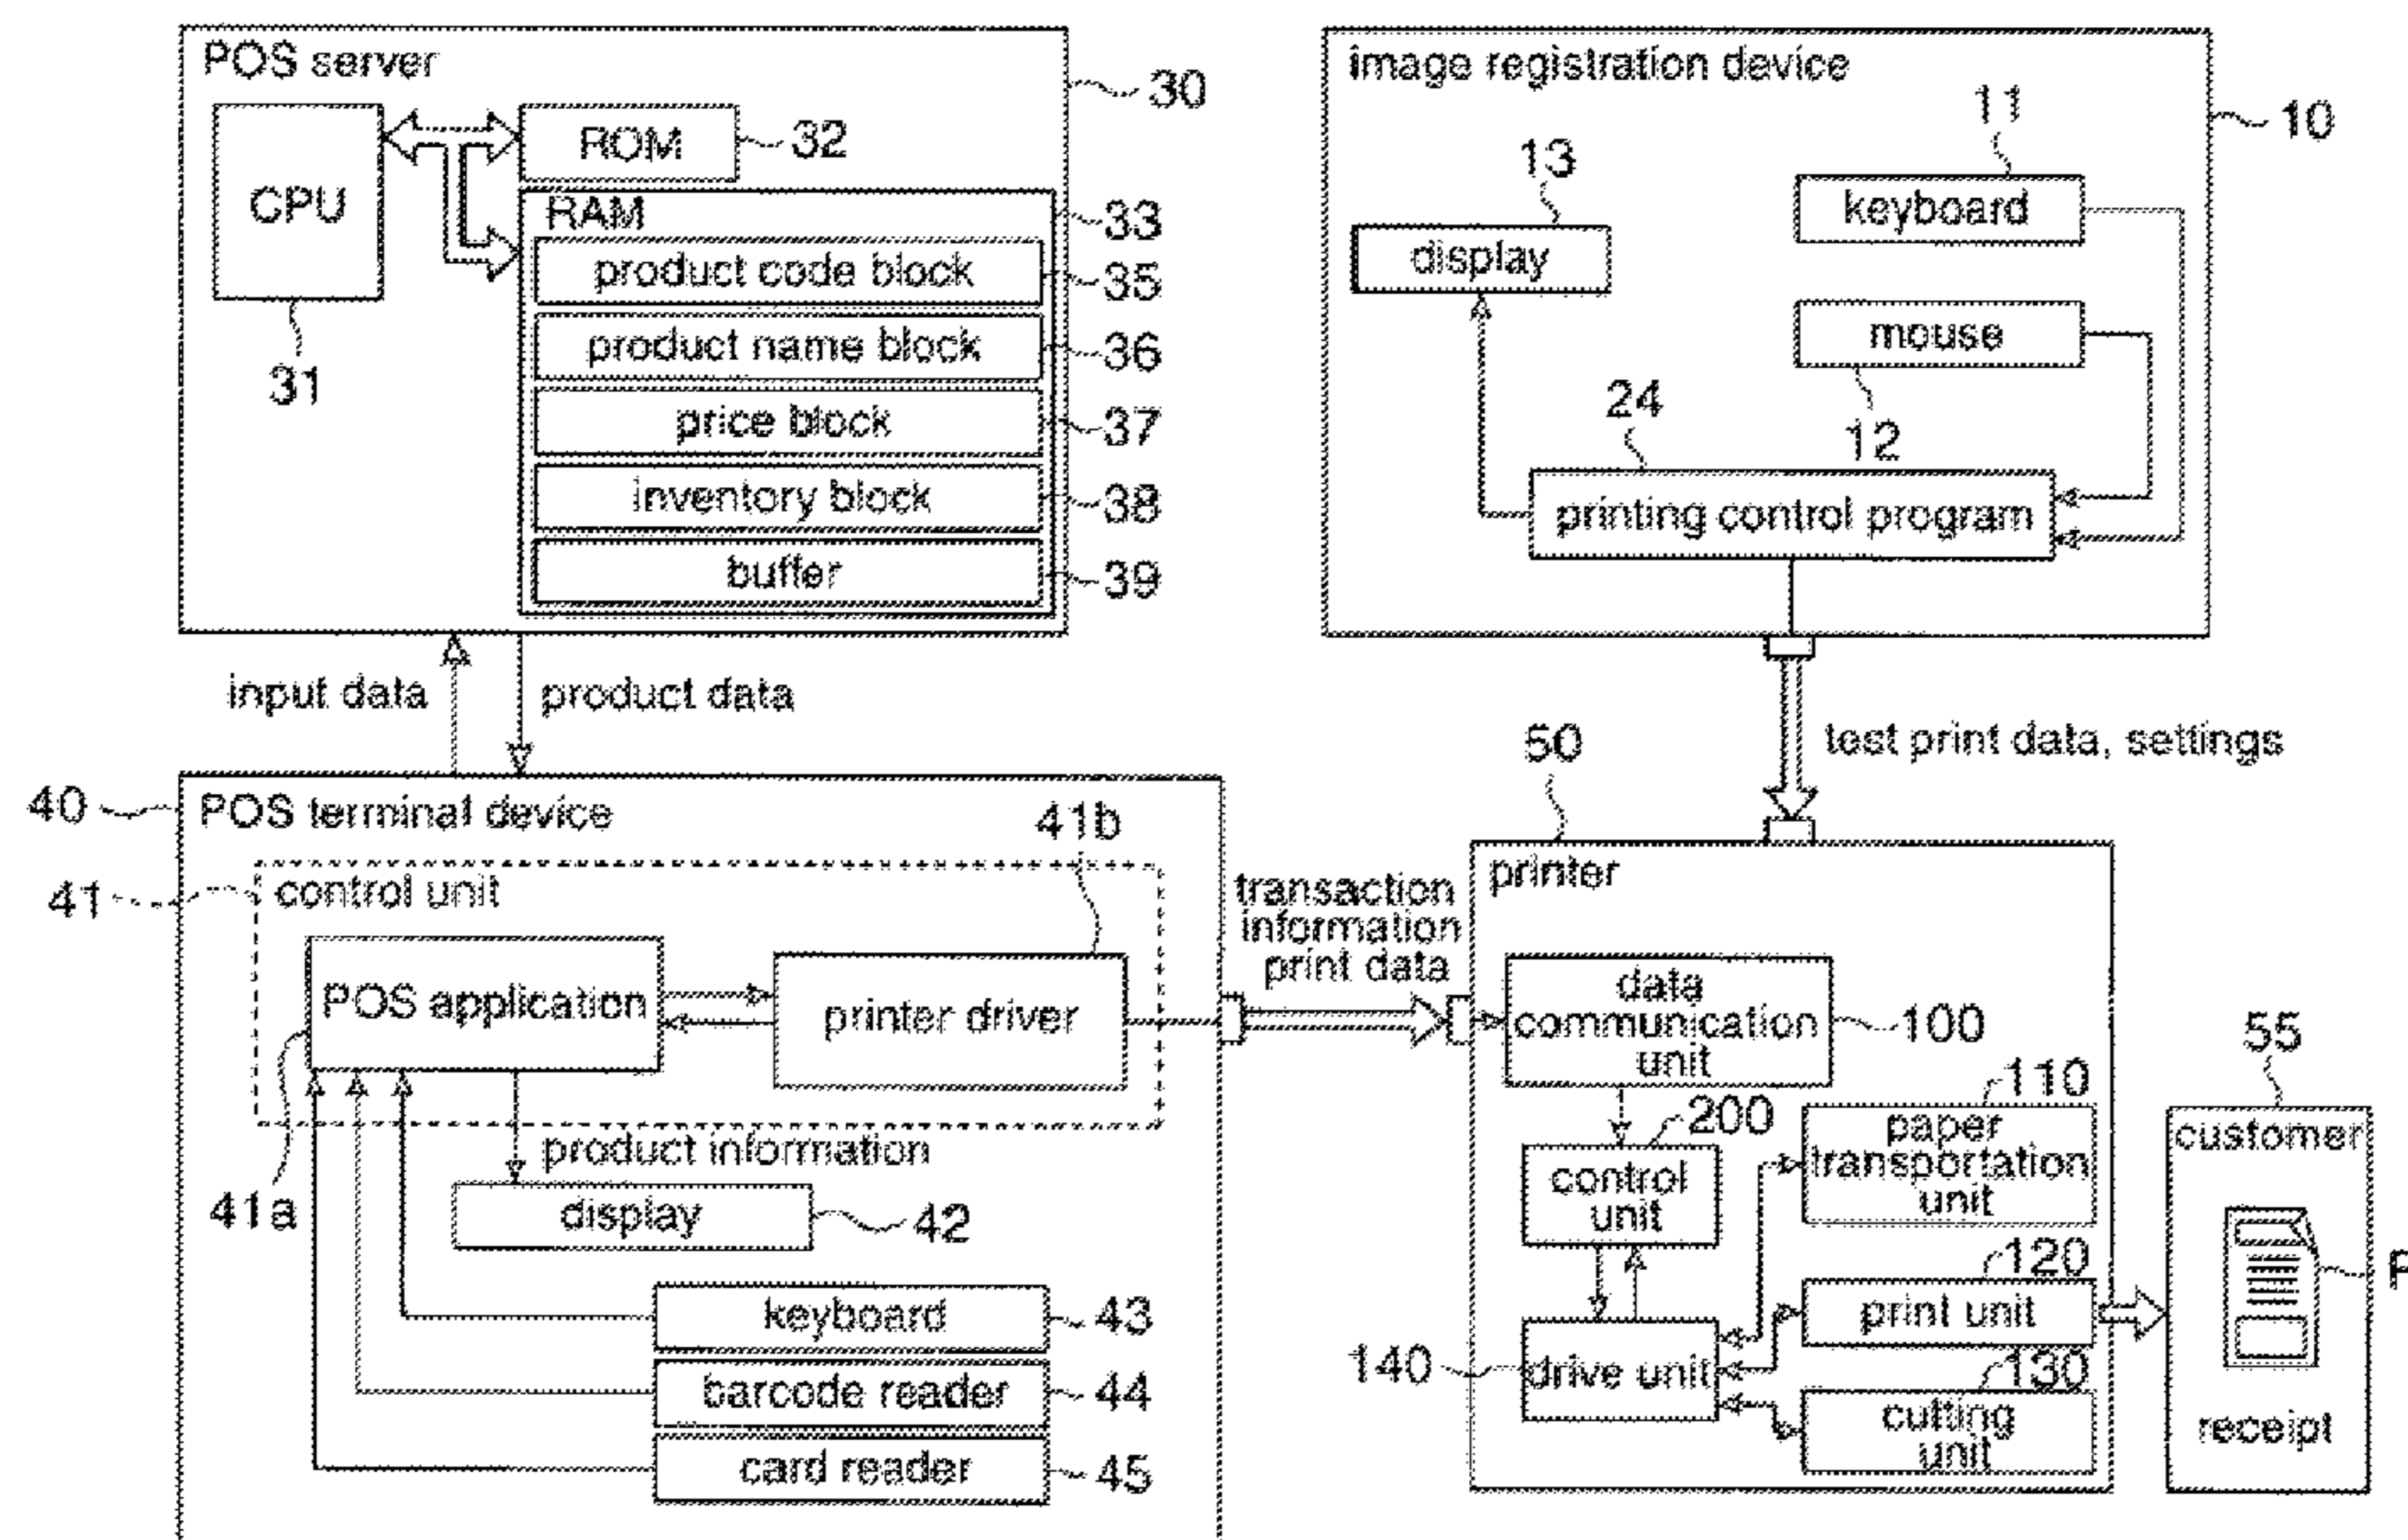 POS server
30
CPU
31
ROM
32
RAM
33
product code block
35
product name block
36
price block
37
inventory block
38
buffer
39
image registration device
10
11
keyboard
13
display
mouse
12
24
printing control program
input data
product data
test print data, settings
40
POS terminal device
41
control unit
41b
POS application
41a
printer driver
product information
display
42
keyboard
43
barcode reader
44
card reader
45
transaction
information
print data
50
printer
data
communication
unit
100
200
control
unit
110
paper
transportation
unit
120
print unit
140
drive unit
130
cutting
unit
55
customer
receipt